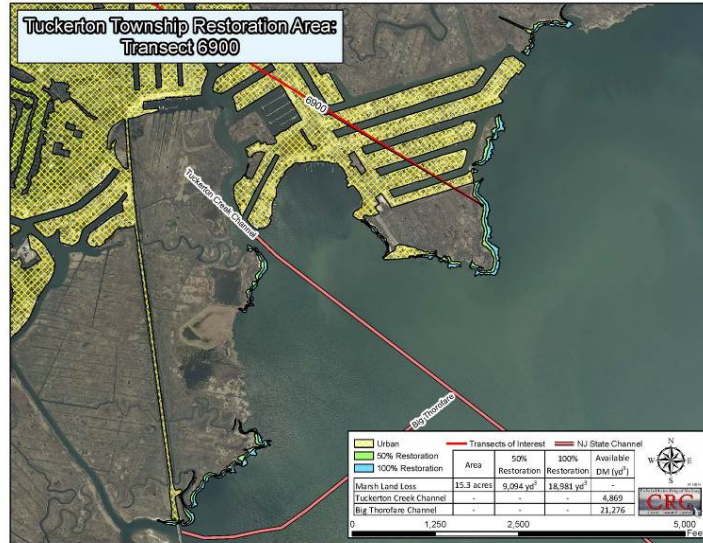 Tuckerton Township Restoration Area:
Transect 6900
6900
Tuckerton Creek Channel
Big Thorofare
Urban
50% Restoration
100% Restoration
Transects of Interest
NJ State Channel
Area 50% Restoration 100% Restoration Available DM (yd³)
Marsh Land Loss 15.3 acres 9,094 yd³ 18,981 yd³ -
Tuckerton Creek Channel - - - 4,869
Big Thorofare Channel - - - 21,276
N
W E
S
CRG
0 1,250 2,500 5,000
Feet